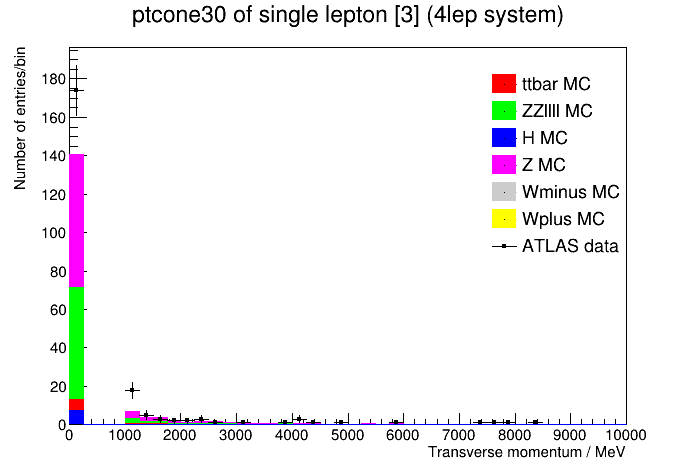 ptcone30 of single lepton [3] (4lep system)
Number of entries/bin
180
160
140
120
100
80
60
40
20
0
ttbar MC
ZZllll MC
H MC
Z MC
Wminus MC
Wplus MC
ATLAS data
0 1000 2000 3000 4000 5000 6000 7000 8000 9000 10000
Transverse momentum / MeV